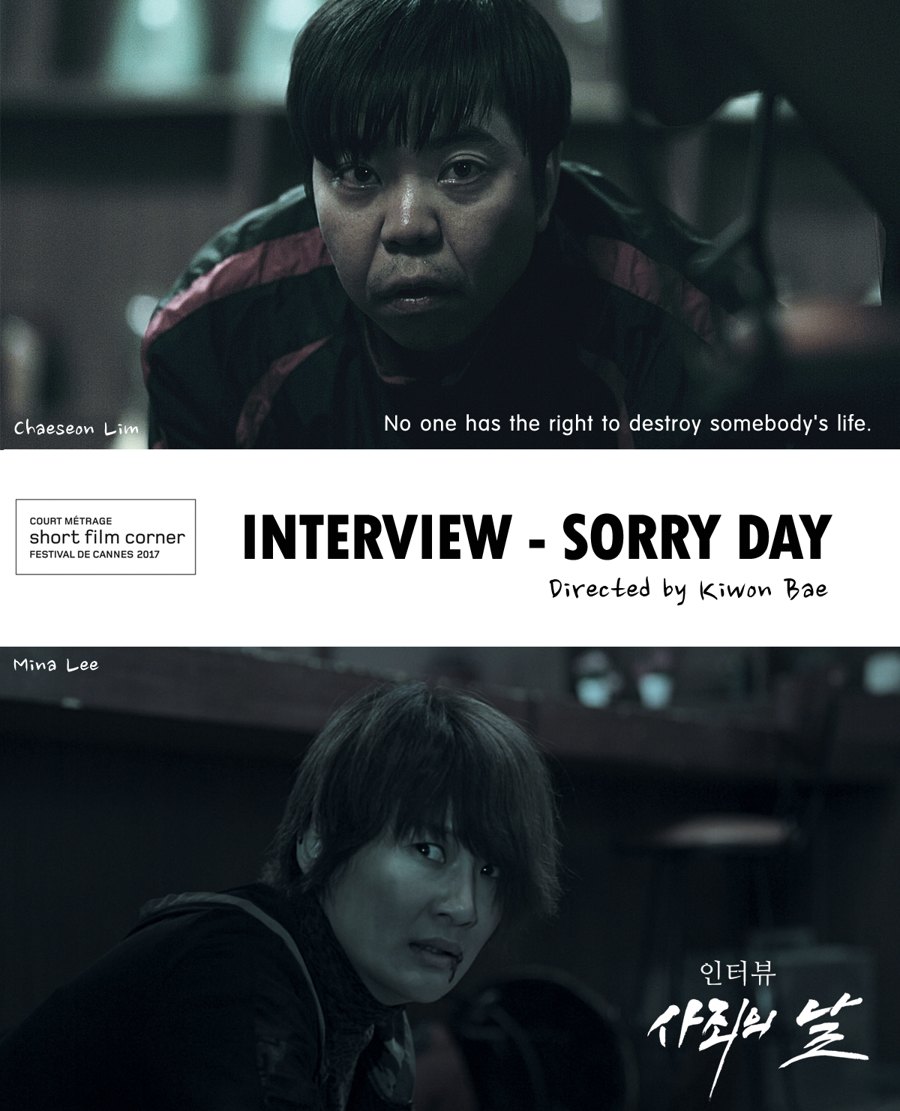 Chaeseon Lim
No one has the right to destroy somebody's life.
COURT MÉTRAGE
short film corner
FESTIVAL DE CANNES 2017
INTERVIEW - SORRY DAY
Directed by Kiwon Bae
Mina Lee
인터뷰
사죄의 날